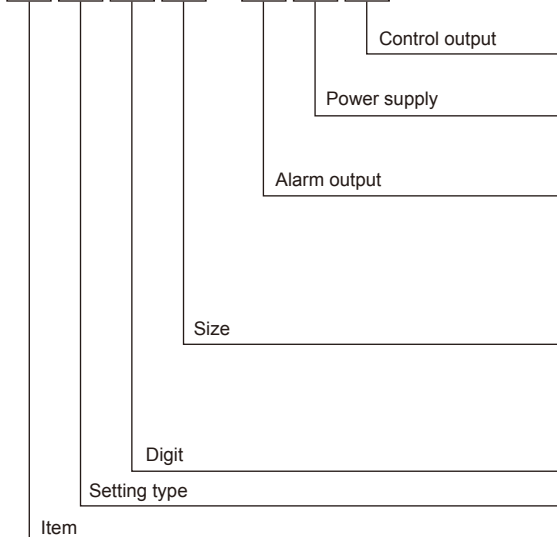 Control output
Power supply
Alarm output
Size
Digit
Setting type
Item